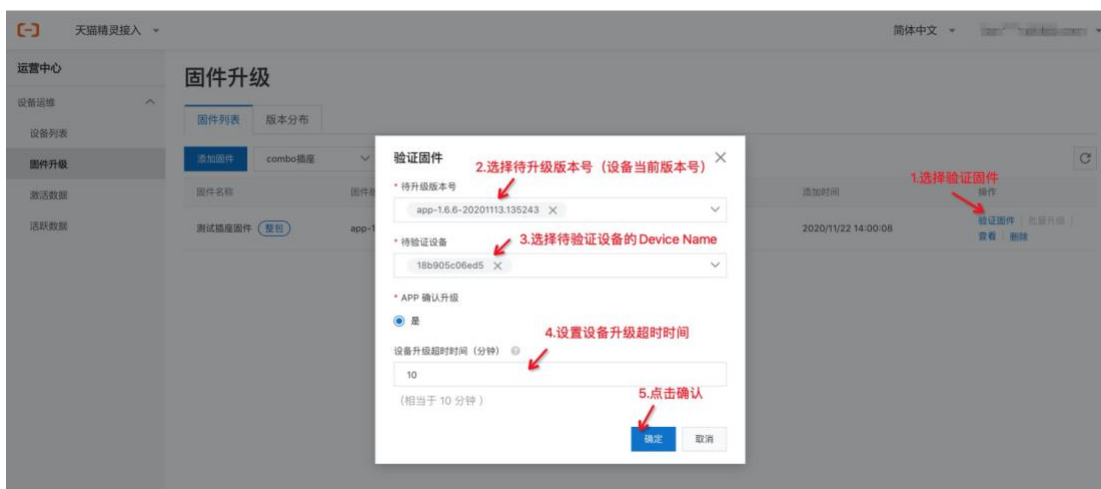 天猫精灵接入
简体中文
运营中心
固件升级
设备运维
固件列表
版本分布
设备列表
固件升级
激活数据
活跃数据
添加固件
combo插座
固件名称
添加时间
操作
测试插座固件
整包
app-1
2020/11/22 14:00:08
验证固件
批量升级
查看
删除
1.选择验证固件
验证固件
2.选择待升级版本号（设备当前版本号）
* 待升级版本号
app-1.6.6-20201113.135243
* 待验证设备
3.选择待验证设备的Device Name
18b905c06ed5
* APP 确认升级
是
4.设置设备升级超时时间
设备升级超时时间（分钟）
10
（相当于 10 分钟 ）
5.点击确认
确定
取消